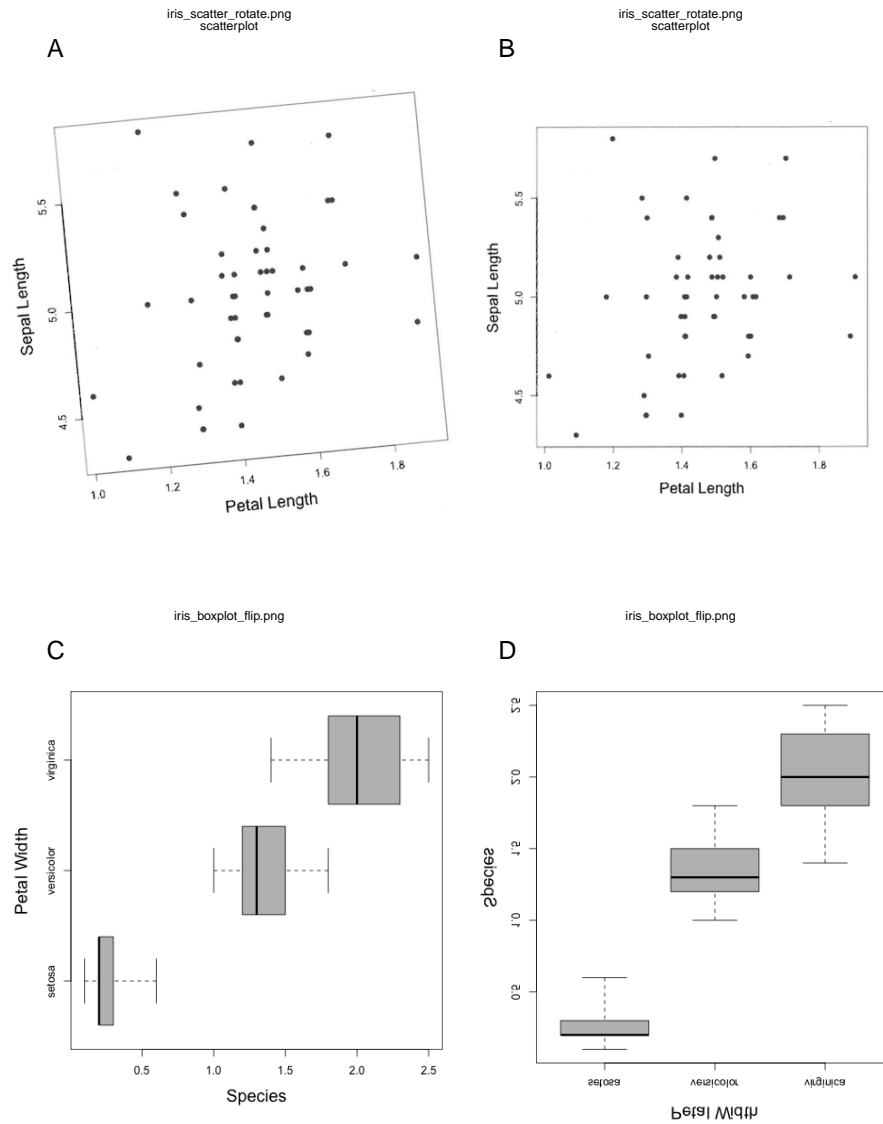 iris_scatter_rotate.png
scatterplot
A
5.5
5.0
4.5
Sepal Length
1.0
1.2
1.4
1.6
1.8
Petal Length
iris_scatter_rotate.png
scatterplot
B
5.5
5.0
4.5
Sepal Length
1.0
1.2
1.4
1.6
1.8
Petal Length
iris_boxplot_flip.png
C
virginica
versicolor
setosa
Petal Width
0.5
1.0
1.5
2.0
2.5
Species
iris_boxplot_flip.png
D
2.5
2.0
1.5
1.0
0.5
Species
setosa
versicolor
virginica
Petal Width